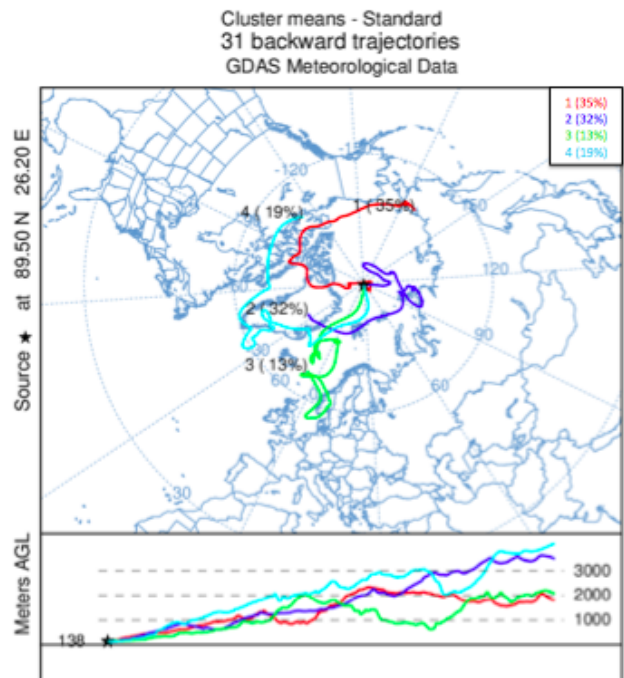 Cluster means - Standard
31 backward trajectories
GDAS Meteorological Data
1 (35%)
2 (32%)
3 (13%)
4 (19%)
Source ★ at 89.50 N 26.20 E
-120
4 ( 19%)
1 ( 35%)
120
2 ( 32%)
90
30
3 ( 13%)
60
60
30
Meters AGL
3000
2000
1000
138